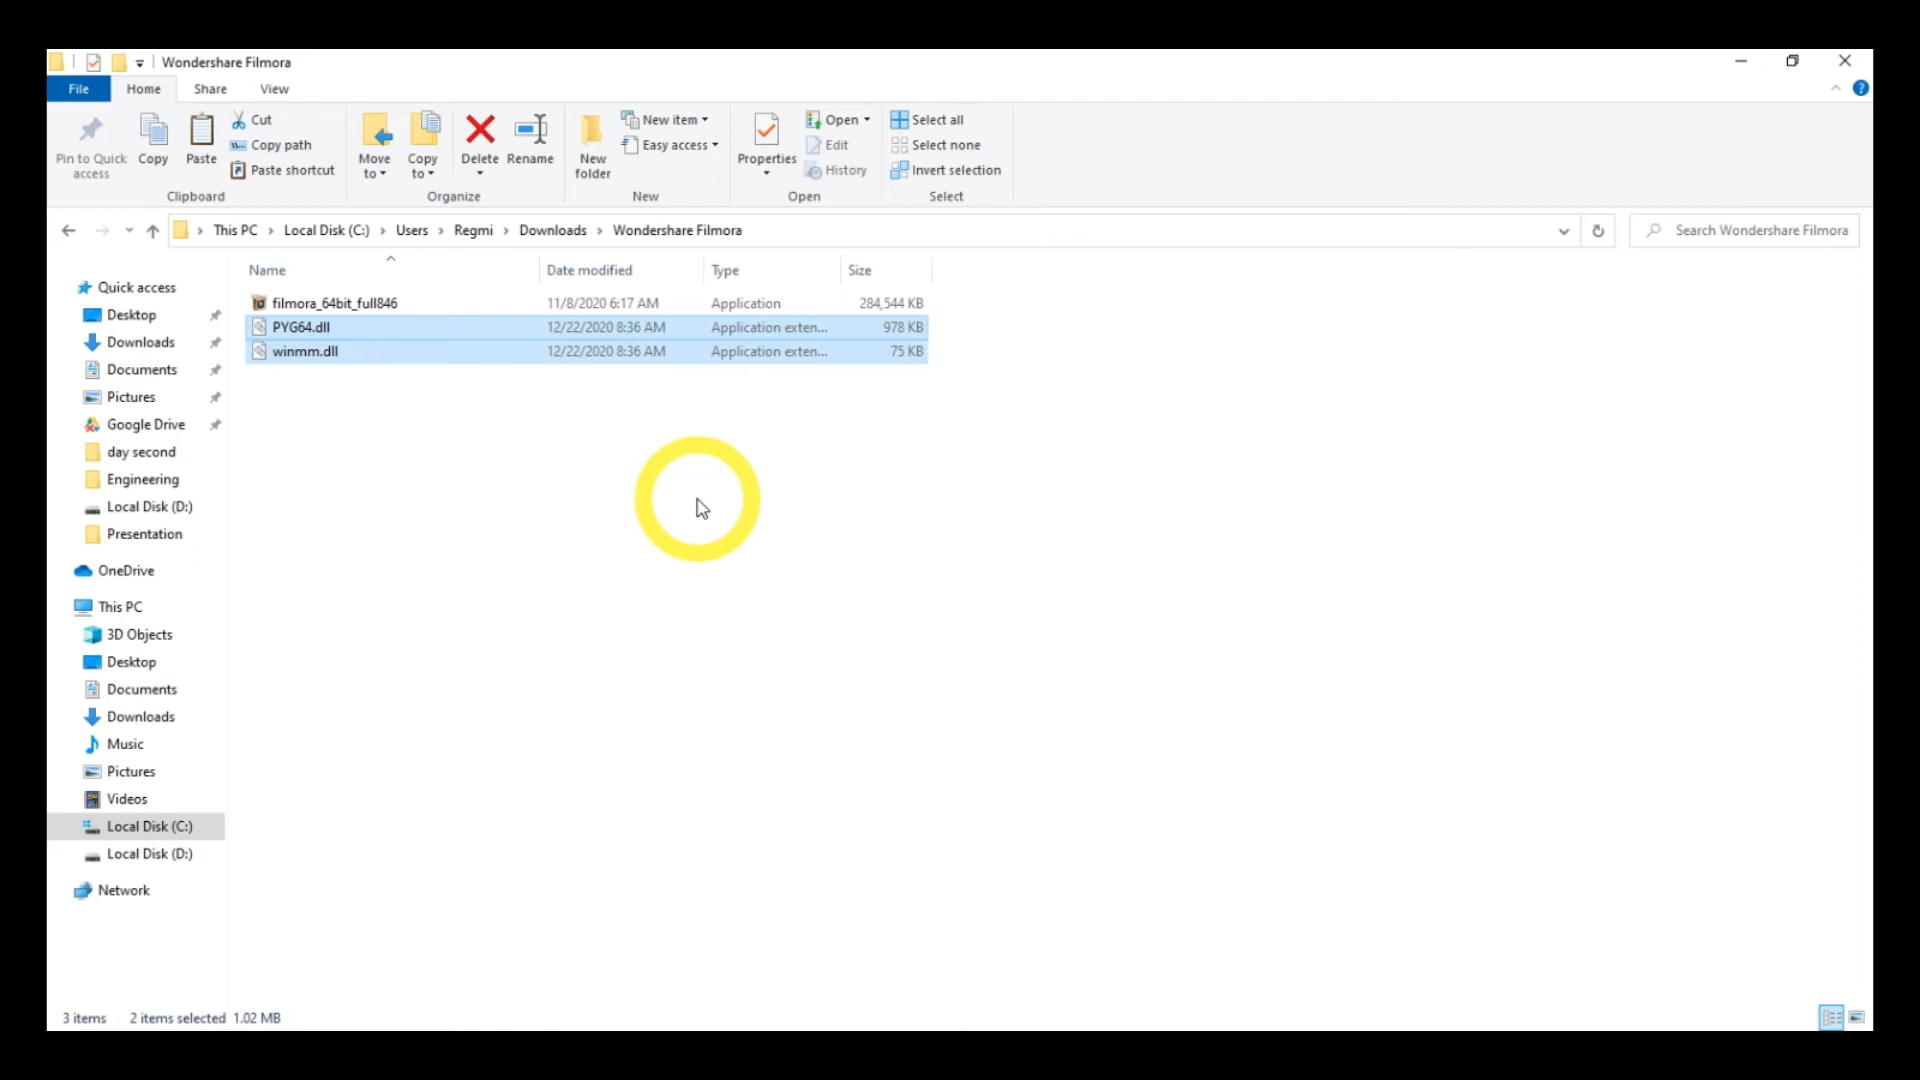 Wondershare Filmora
File Home Share View
Pin to Quick access
Copy
Paste
Cut
Copy path
Paste shortcut
Clipboard
Move to
Copy to
Delete
Rename
Organize
New folder
New item
Easy access
New
Properties
Open
Edit
History
Open
Select all
Select none
Invert selection
Select
This PC > Local Disk (C:) > Users > Regmi > Downloads > Wondershare Filmora
Search Wondershare Filmora
Name Date modified Type Size
filmora_64bit_full846 11/8/2020 6:17 AM Application 284,544 KB
PYG64.dll 12/22/2020 8:36 AM Application exten... 978 KB
winmm.dll 12/22/2020 8:36 AM Application exten... 75 KB
Quick access
Desktop
Downloads
Documents
Pictures
Google Drive
day second
Engineering
Local Disk (D:)
Presentation
OneDrive
This PC
3D Objects
Desktop
Documents
Downloads
Music
Pictures
Videos
Local Disk (C:)
Local Disk (D:)
Network
3 items 2 items selected 1.02 MB